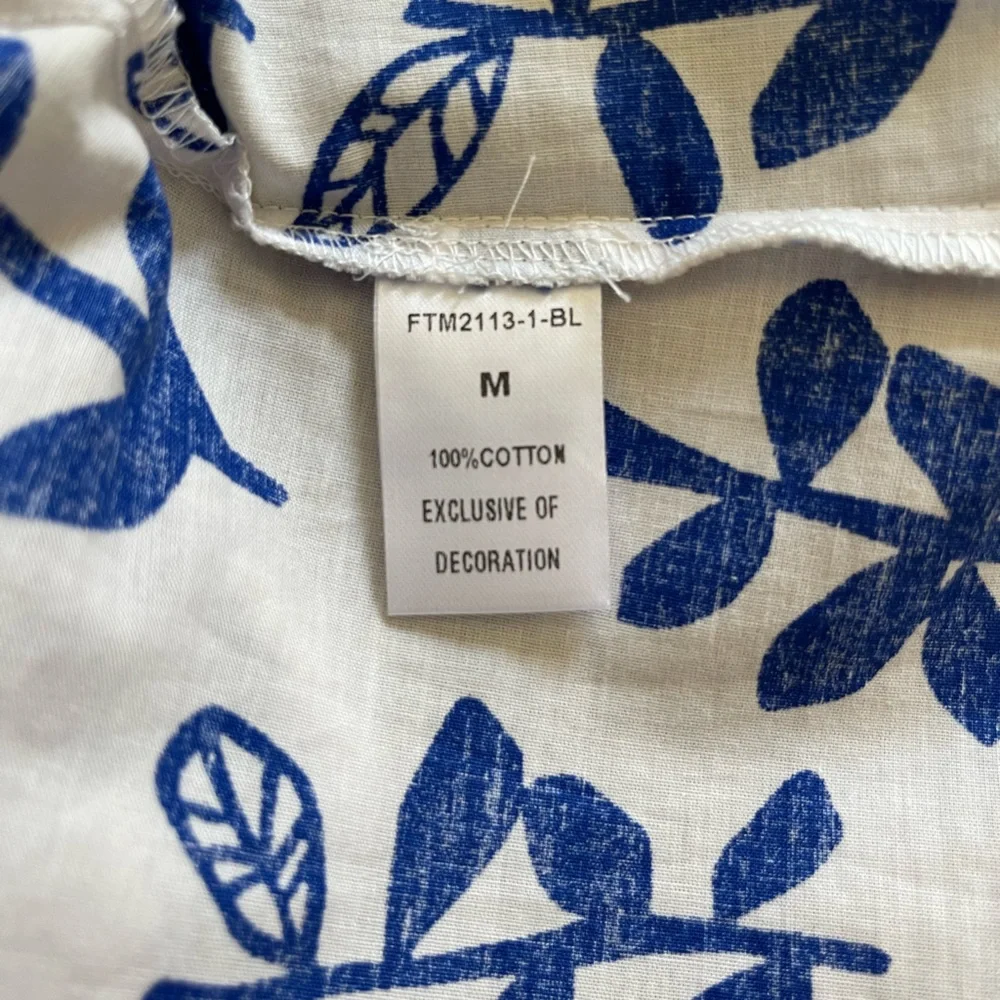 FTM2113-1-BL
M
100%COTTON
EXCLUSIVE OF
DECORATION